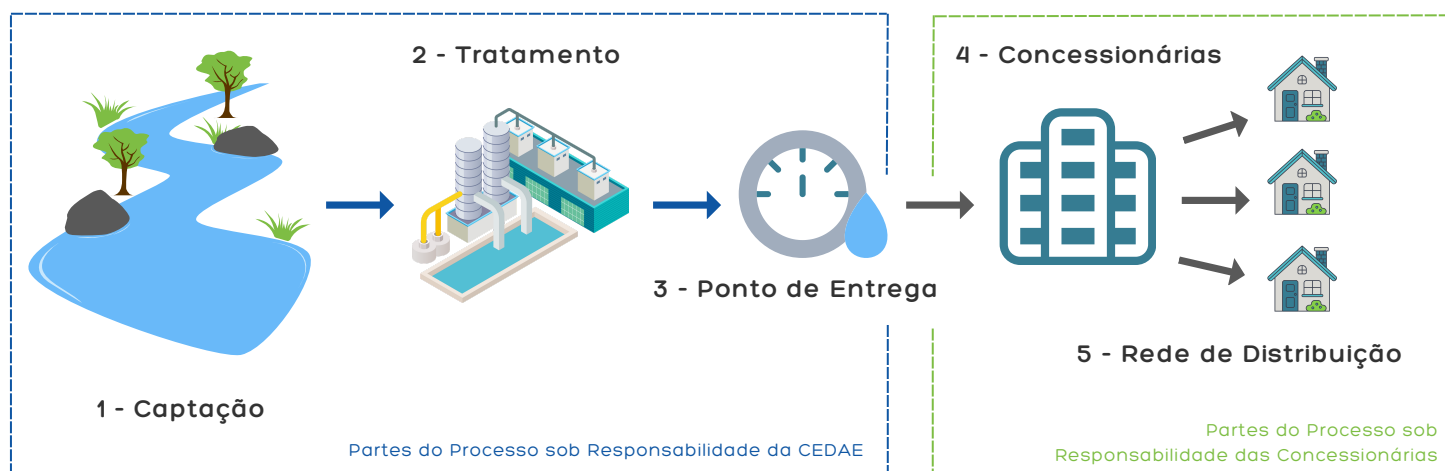 1 - Captação
2 - Tratamento
3 - Ponto de Entrega
Partes do Processo sob Responsabilidade da CEDAE
4 - Concessionárias
5 - Rede de Distribuição
Partes do Processo sob
Responsabilidade das Concessionárias